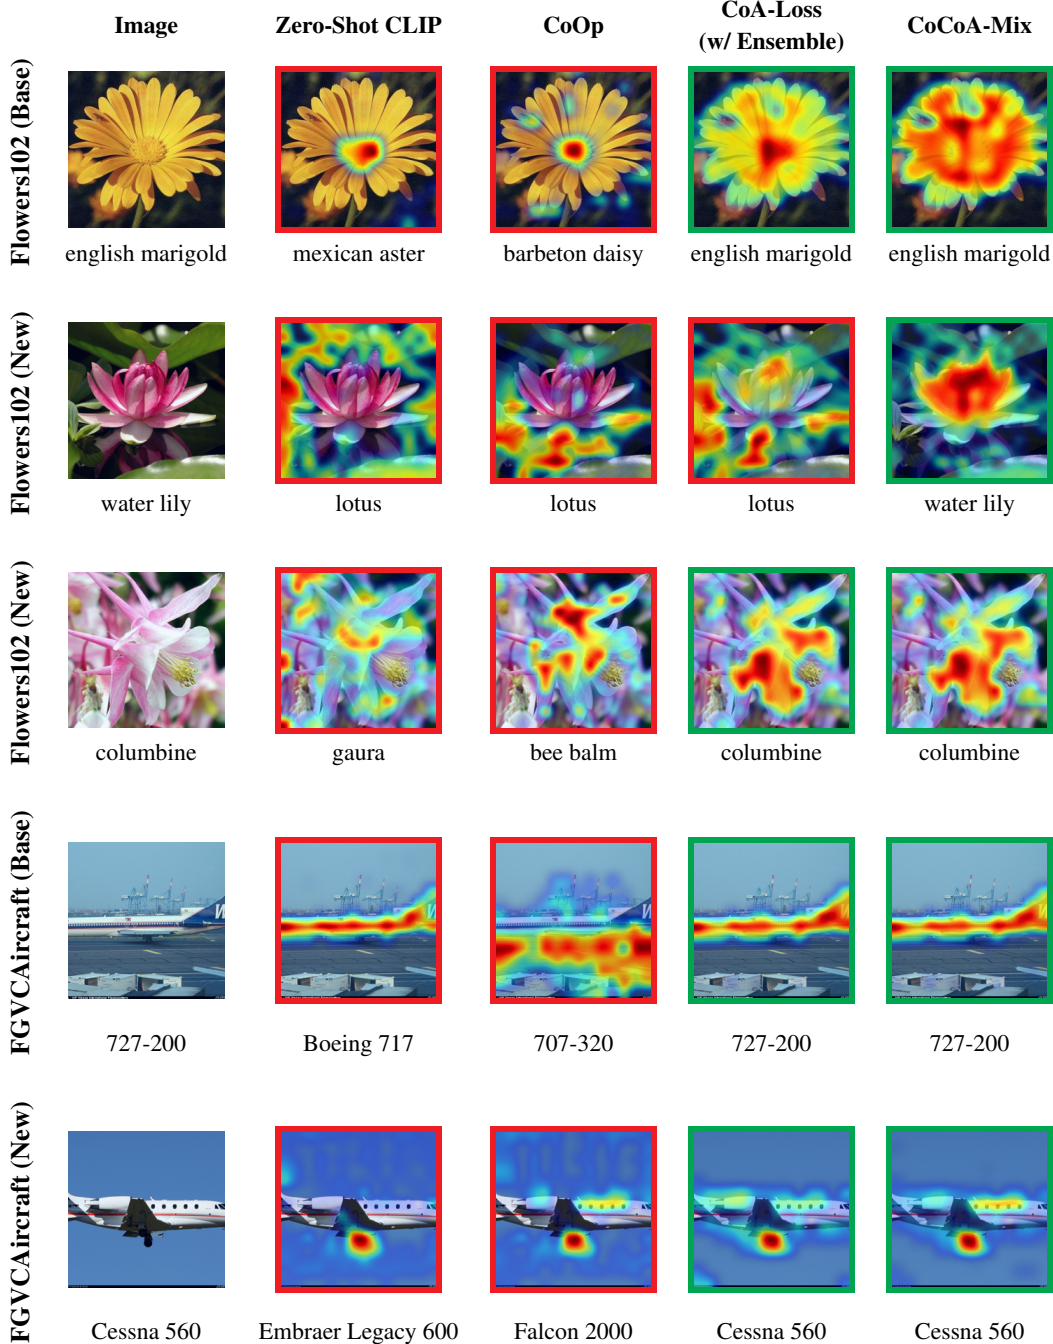 Image Zero-Shot CLIP CoOp CoA-Loss (w/ Ensemble) CoCoA-Mix
Flowers102 (Base)
english marigold mexican aster barbeton daisy english marigold english marigold
Flowers102 (New)
water lily lotus lotus lotus water lily
Flowers102 (New)
columbine gaura bee balm columbine columbine
FGVCAircraft (Base)
727-200 Boeing 717 707-320 727-200 727-200
FGVCAircraft (New)
Cessna 560 Embraer Legacy 600 Falcon 2000 Cessna 560 Cessna 560